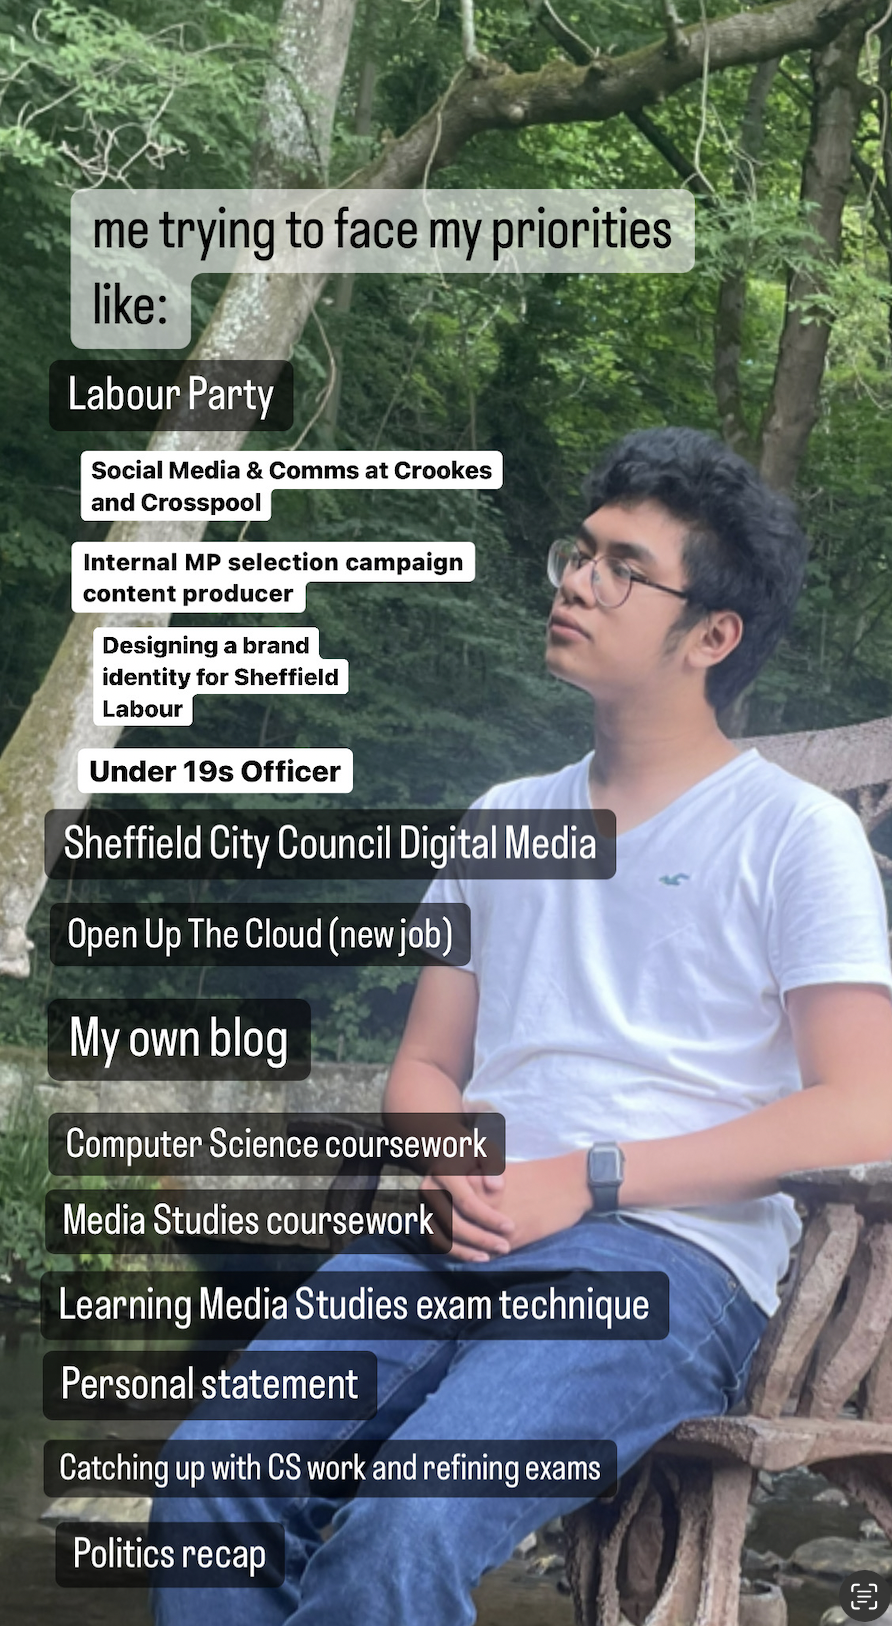 me trying to face my priorities
like:
Labour Party
Social Media & Comms at Crookes
and Crosspool
Internal MP selection campaign
content producer
Designing a brand
identity for Sheffield
Labour
Under 19s Officer
Sheffield City Council Digital Media
Open Up The Cloud (new job)
My own blog
Computer Science coursework
Media Studies coursework
Learning Media Studies exam technique
Personal statement
Catching up with CS work and refining exams
Politics recap